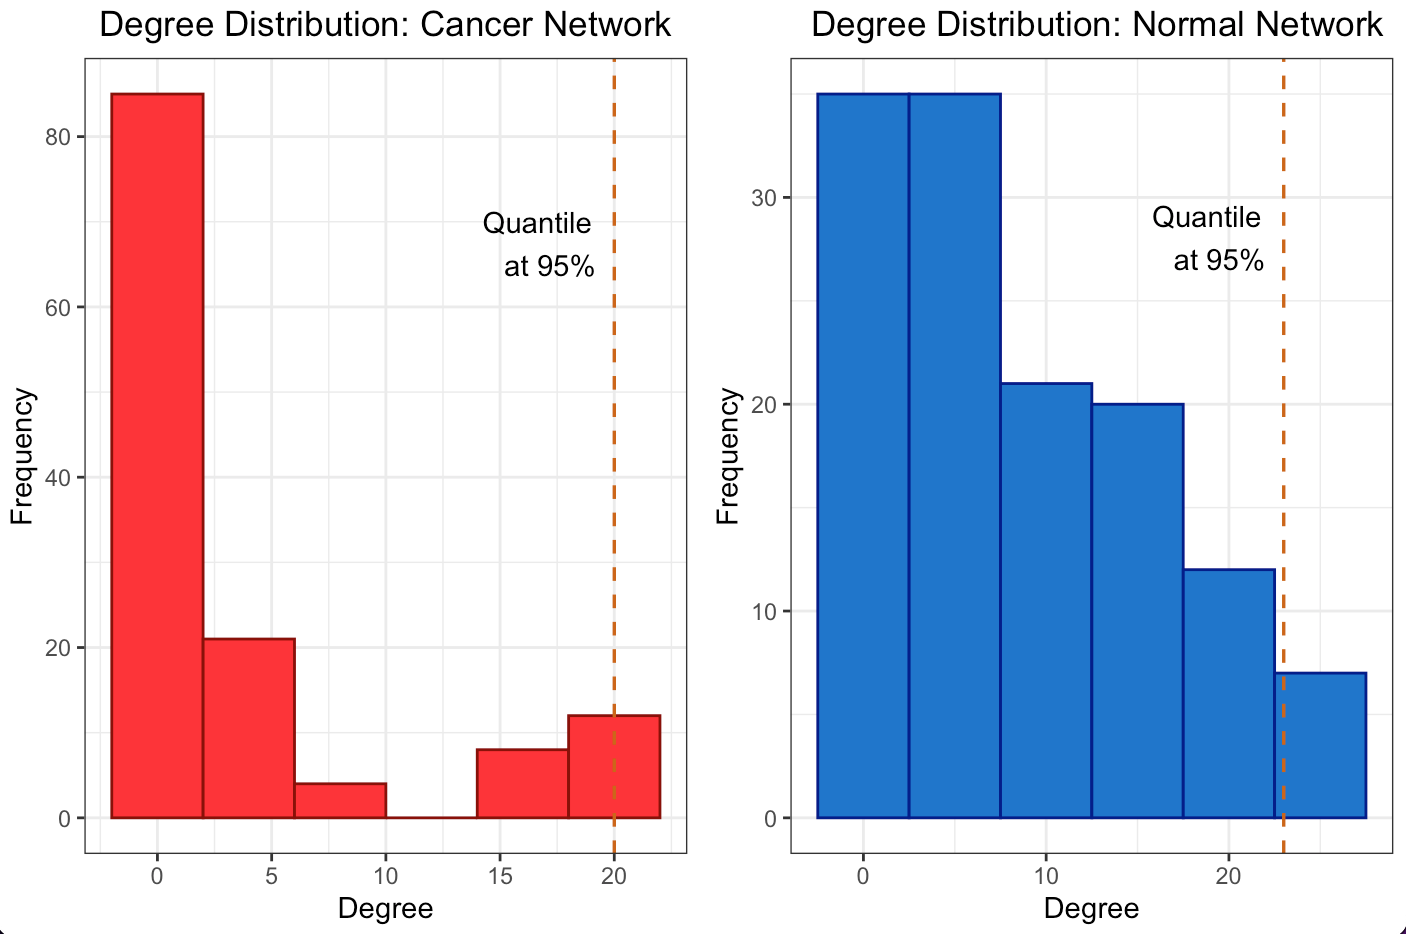 Degree Distribution: Cancer Network
Frequency
80
60
40
20
0
Quantile
at 95%
0 5 10 15 20
Degree
Degree Distribution: Normal Network
Frequency
30
20
10
0
Quantile
at 95%
0 10 20
Degree